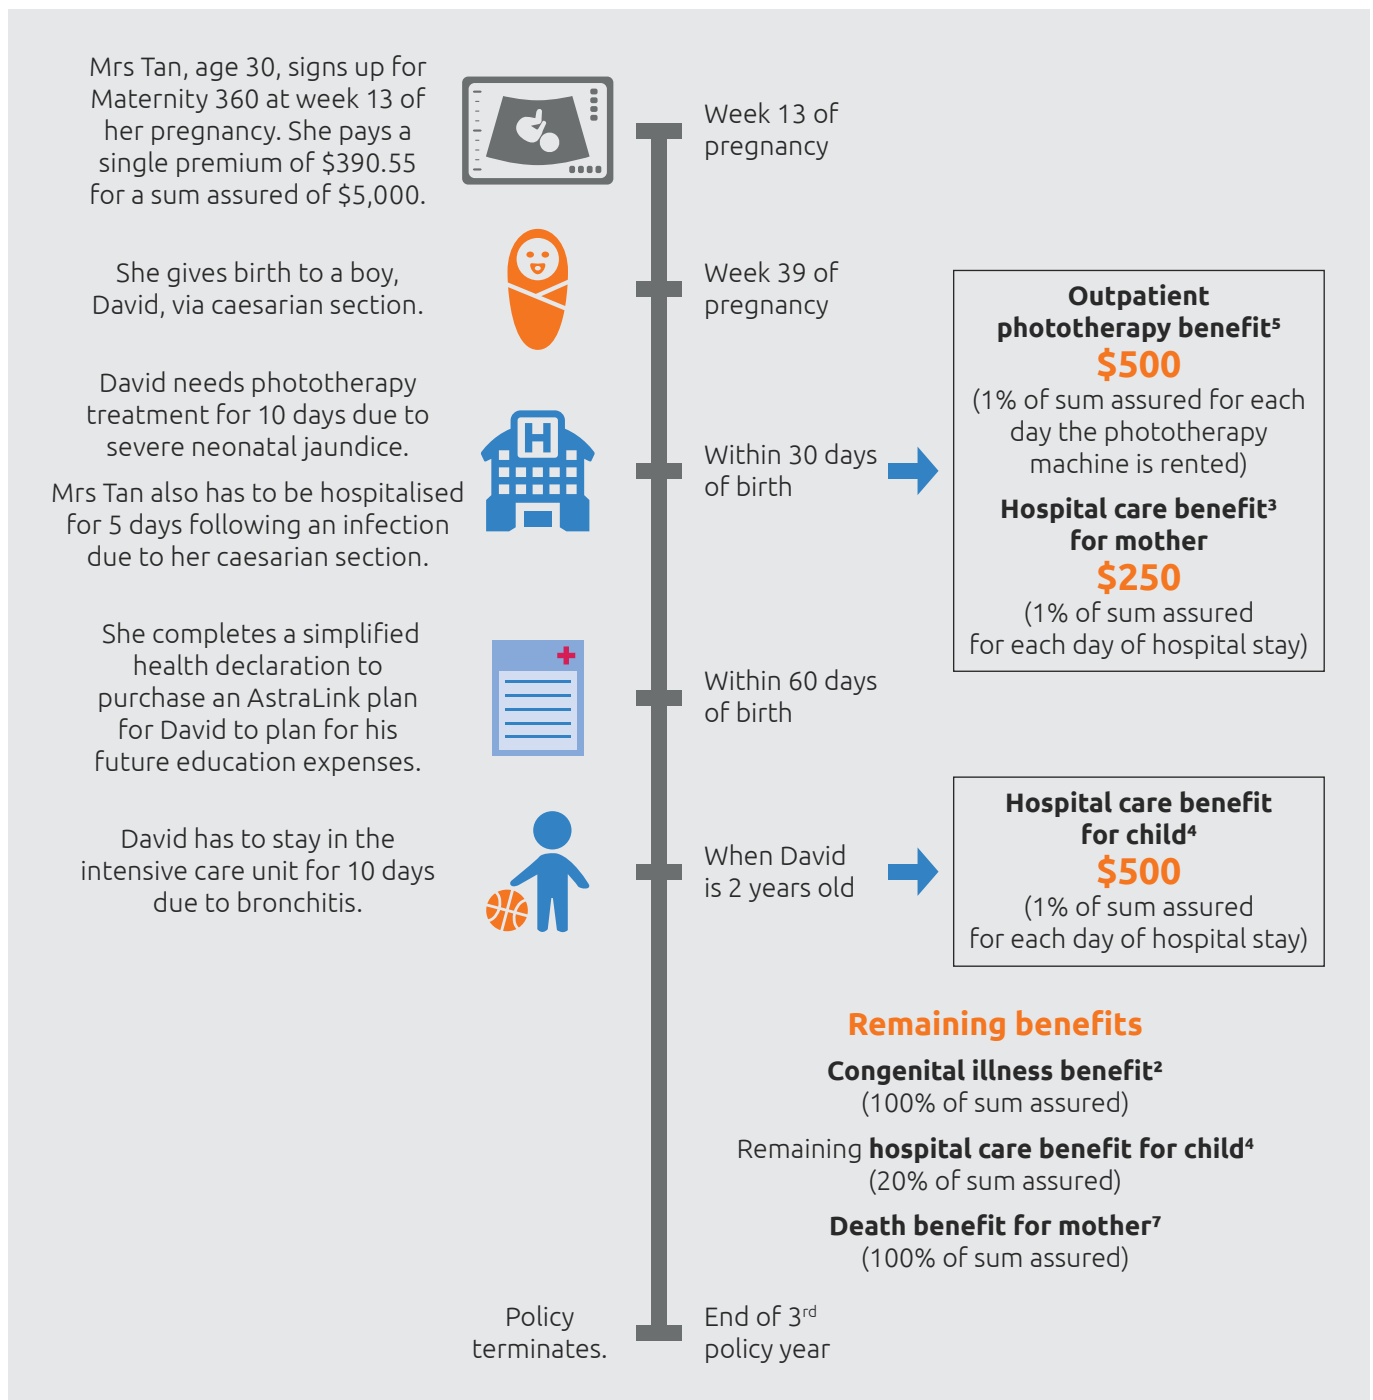 Mrs Tan, age 30, signs up for
Maternity 360 at week 13 of
her pregnancy. She pays a
single premium of $390.55
for a sum assured of $5,000.
Week 13 of
pregnancy
She gives birth to a boy,
David, via caesarian section.
Week 39 of
pregnancy
David needs phototherapy
treatment for 10 days due to
severe neonatal jaundice.
Mrs Tan also has to be hospitalised
for 5 days following an infection
due to her caesarian section.
H
Within 30 days
of birth
Outpatient
phototherapy benefit⁵
$500
(1% of sum assured for each
day the phototherapy
machine is rented)
Hospital care benefit³
for mother
$250
(1% of sum assured
for each day of hospital stay)
She completes a simplified
health declaration to
purchase an AstraLink plan
for David to plan for his
future education expenses.
Within 60 days
of birth
David has to stay in the
intensive care unit for 10 days
due to bronchitis.
When David
is 2 years old
Hospital care benefit
for child⁴
$500
(1% of sum assured
for each day of hospital stay)
Remaining benefits
Congenital illness benefit²
(100% of sum assured)
Remaining hospital care benefit for child⁴
(20% of sum assured)
Death benefit for mother⁷
(100% of sum assured)
Policy
terminates.
End of 3rd
policy year